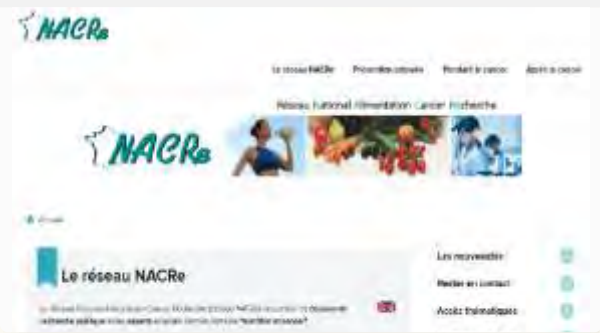 NACRe
Le réseau NACRe Prévention primaire Pendant le cancer Après le cancer
Réseau National Alimentation Cancer Recherche
NACRe
Accueil
Le réseau NACRe
Les nouveautés
Rester en contact
Accès thématiques